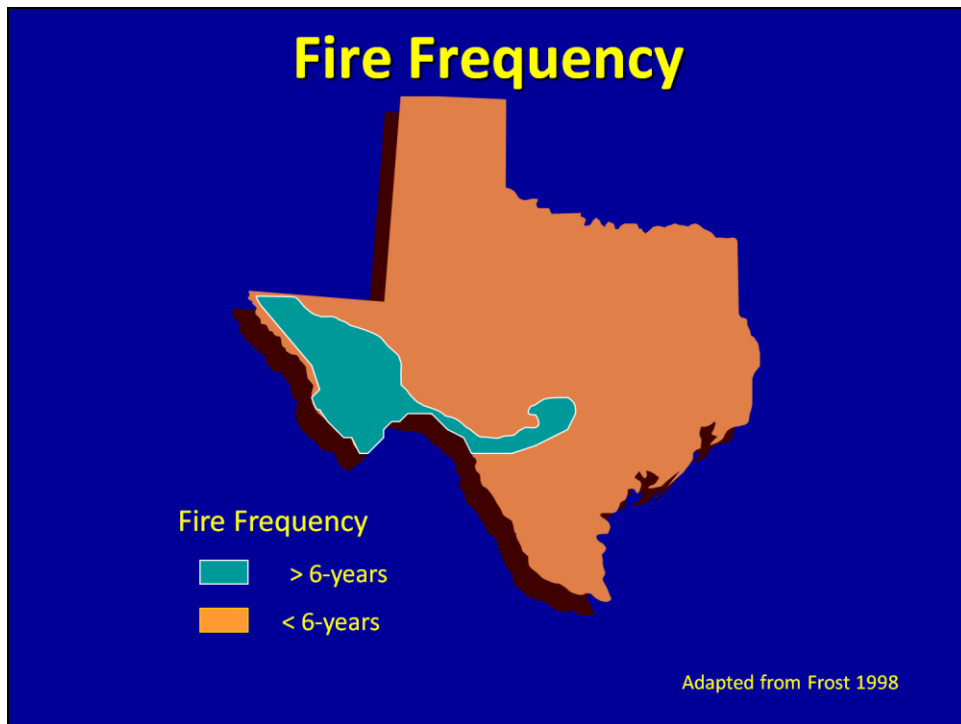 Fire Frequency
Fire Frequency
> 6-years
< 6-years
Adapted from Frost 1998